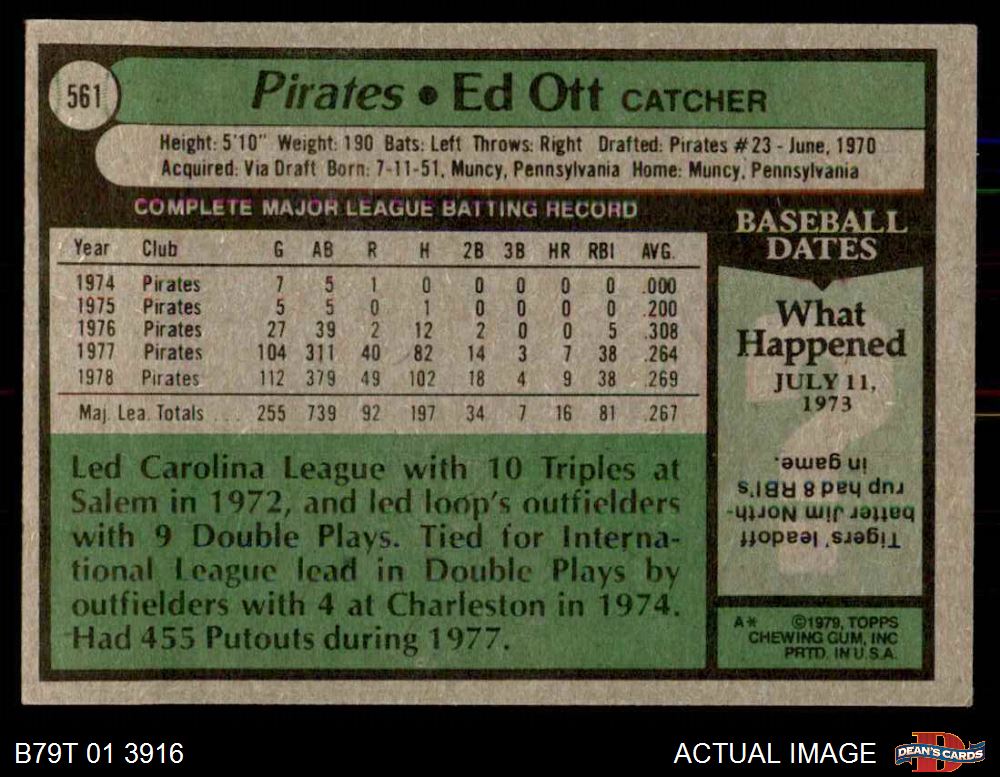 561
Pirates • Ed Ott CATCHER
Height: 5'10" Weight: 190 Bats: Left Throws: Right Drafted: Pirates #23 - June, 1970
Acquired: Via Draft Born: 7-11-51, Muncy, Pennsylvania Home: Muncy, Pennsylvania
COMPLETE MAJOR LEAGUE BATTING RECORD
Year Club G AB R H 2B 3B HR RBI AVG.
1974 Pirates 7 5 1 0 0 0 0 0 .000
1975 Pirates 5 5 0 1 0 0 0 0 .200
1976 Pirates 27 39 2 12 2 0 0 5 .308
1977 Pirates 104 311 40 82 14 3 7 38 .264
1978 Pirates 112 379 49 102 18 4 9 38 .269
Maj. Lea. Totals ... 255 739 92 197 34 7 16 81 .267
Led Carolina League with 10 Triples at
Salem in 1972, and led loop's outfielders
with 9 Double Plays. Tied for Interna-
tional League lead in Double Plays by
outfielders with 4 at Charleston in 1974.
Had 455 Putouts during 1977.
BASEBALL
DATES
What
Happened
JULY 11,
1973
Tigers' leadoff
batter Jim North-
rup had 8 RBI's
in game.
A* ©1979, TOPPS
CHEWING GUM, INC
PRTD. IN U.S.A.
B79T 01 3916
ACTUAL IMAGE
DEAN'S CARDS